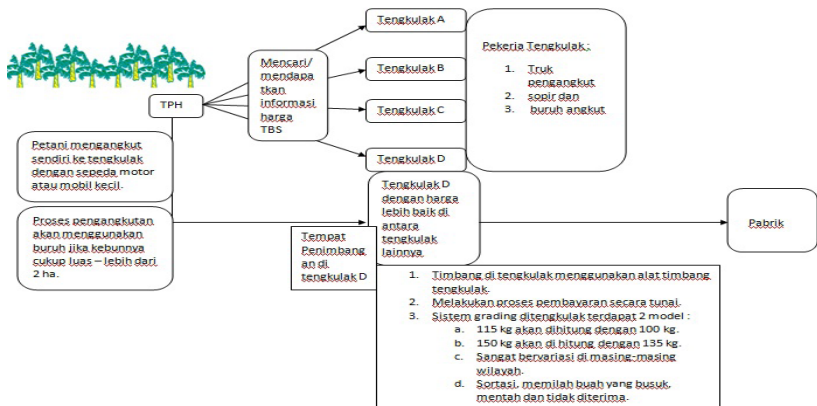 Tengkulak A
Tengkulak B
Tengkulak C
Tengkulak D
Pekerja Tengkulak :
1. Truk
pengangkut
2. sopir dan
3. buruh angkut
Mencari/
mendapa
tkan
informasi
harga
TBS
TPH
Petani mengangkut
sendiri ke tengkulak
dengan sepeda motor
atau mobil kecil.
Proses pengangkutan
akan menggunakan
buruh jika kebunnya
cukup luas – lebih dari
2 ha.
Tengkulak D
dengan harga
lebih baik di
antara
tengkulak
lainnya
Pabrik
Tempat
Penimbang
an di
tengkulak D
1. Timbang di tengkulak menggunakan alat timbang
tengkulak.
2. Melakukan proses pembayaran secara tunai.
3. Sistem grading ditengkulak terdapat 2 model :
a. 115 kg akan dihitung dengan 100 kg.
b. 150 kg akan di hitung dengan 135 kg.
c. Sangat bervariasi di masing-masing
wilayah.
d. Sortasi, memilah buah yang busuk,
mentah dan tidak diterima.